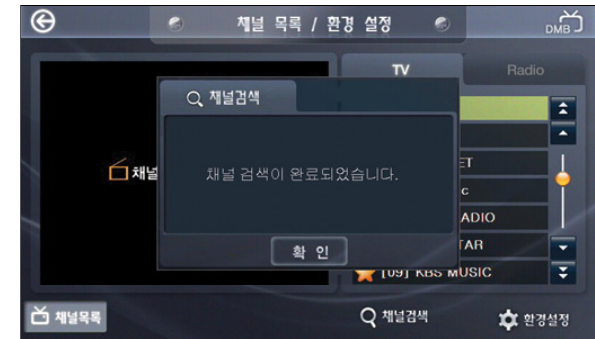 채널 목록 / 환경 설정
DMB
TV
Radio
채널검색
채널
ET
c
채널 검색이 완료되었습니다.
ADIO
TAR
확 인
[09] KBS MUSIC
채널목록
채널검색
환경설정